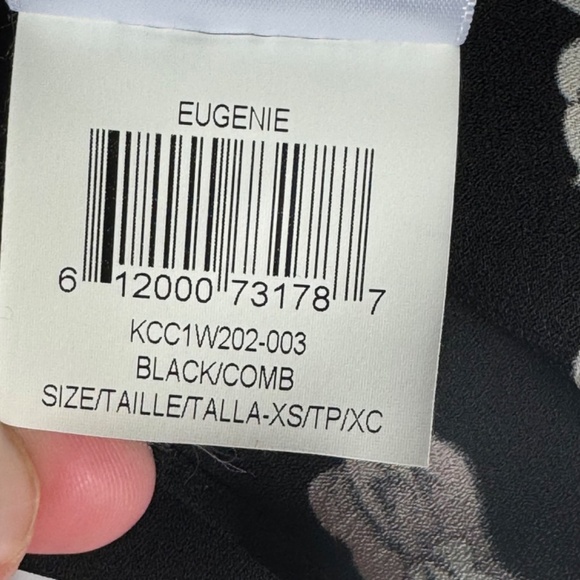 EUGENIE
6 12000 73178 7
KCC1W202-003
BLACK/COMB
SIZE/TAILLE/TALLA-XS/TP/XC